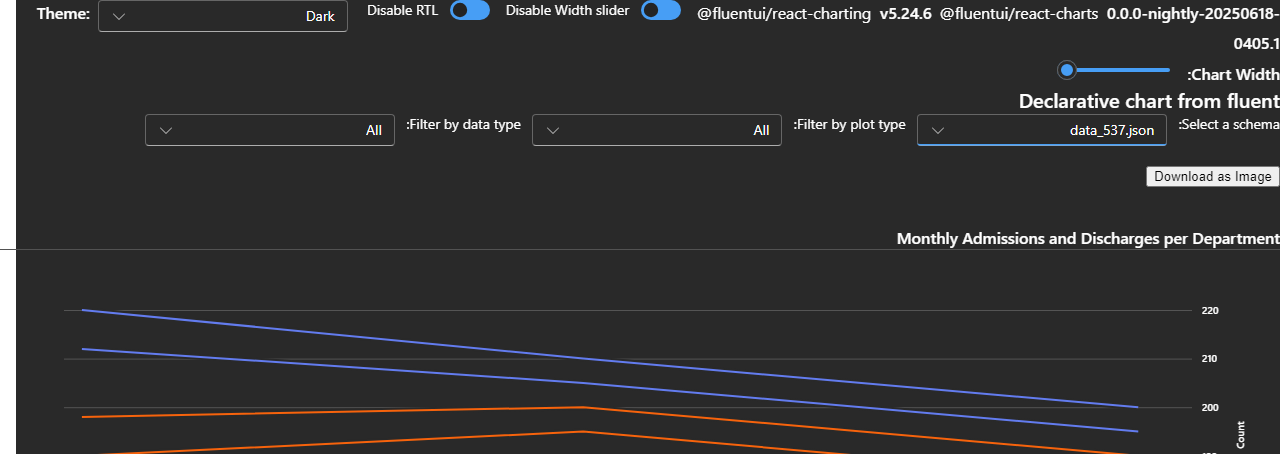 Theme: Dark Disable RTL Disable Width slider @fluentui/react-charting v5.24.6 @fluentui/react-charts 0.0.0-nightly-20250618-
0405.1
:Chart Width
Declarative chart from fluent
:Select a schema data_537.json :Filter by plot type All :Filter by data type All
Download as Image
Monthly Admissions and Discharges per Department
220
210
200
Count